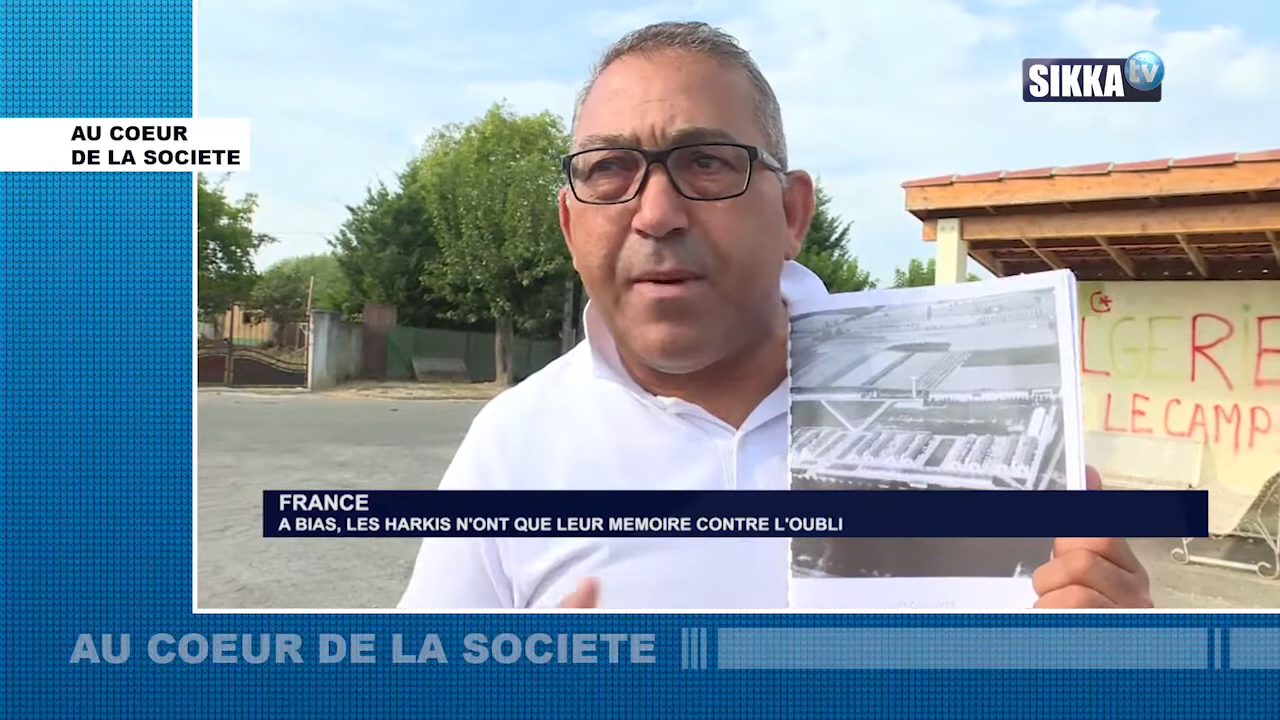 SIKKA tv
AU COEUR
DE LA SOCIETE
LGERIE
LE CAMP
FRANCE
A BIAS, LES HARKIS N'ONT QUE LEUR MEMOIRE CONTRE L'OUBLI
AU COEUR DE LA SOCIETE